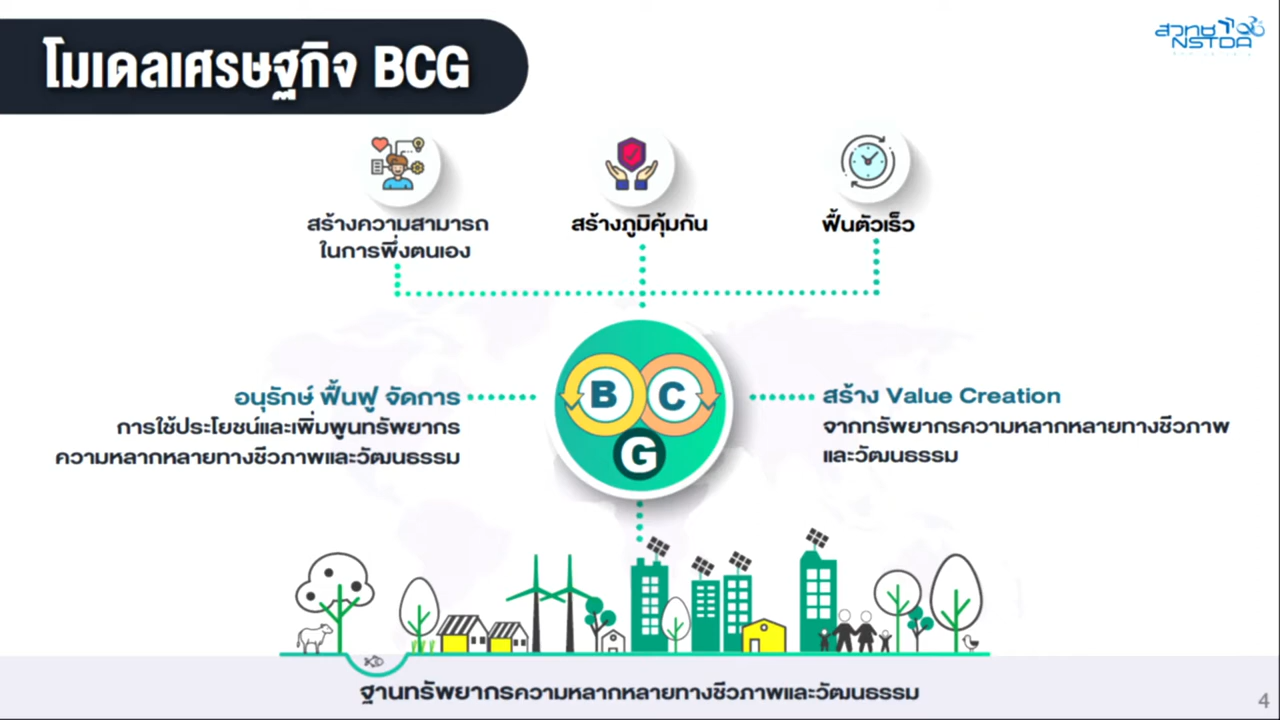 โมเดลเศรษฐกิจ BCG
สวทช
NSTDA
สร้างความสามารถ
ในการพึ่งตนเอง
สร้างภูมิคุ้มกัน
ฟื้นตัวเร็ว
อนุรักษ์ ฟื้นฟู จัดการ
การใช้ประโยชน์และเพิ่มพูนทรัพยากร
ความหลากหลายทางชีวภาพและวัฒนธรรม
B C
G
สร้าง Value Creation
จากทรัพยากรความหลากหลายทางชีวภาพ
และวัฒนธรรม
ฐานทรัพยากรความหลากหลายทางชีวภาพและวัฒนธรรม
4